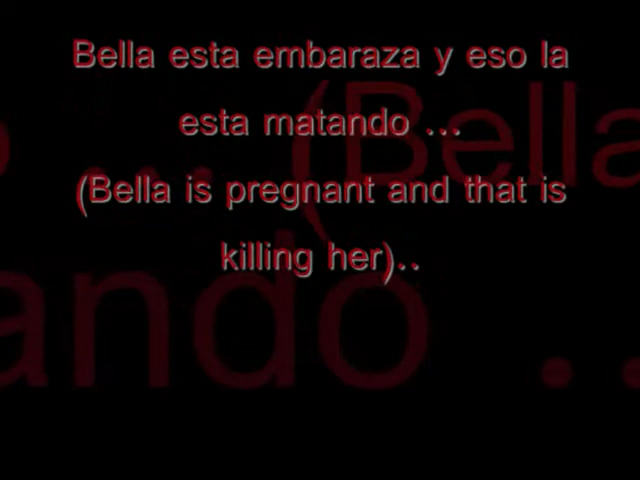 Bella esta embaraza y eso la
esta matando ...
(Bella is pregnant and that is
killing her)..